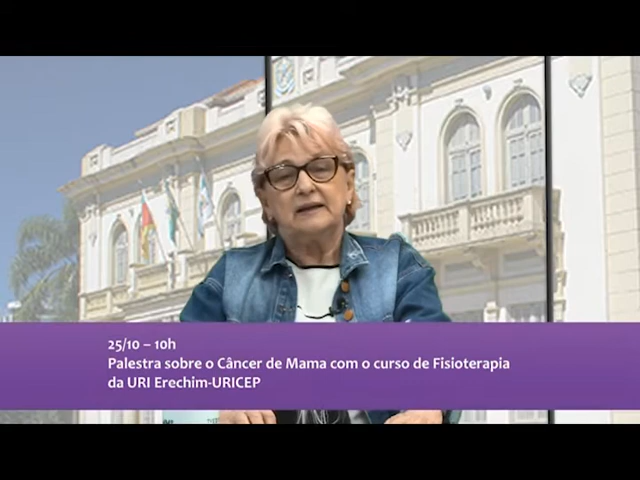 25/10 – 10h
Palestra sobre o Câncer de Mama com o curso de Fisioterapia
da URI Erechim-URICEP